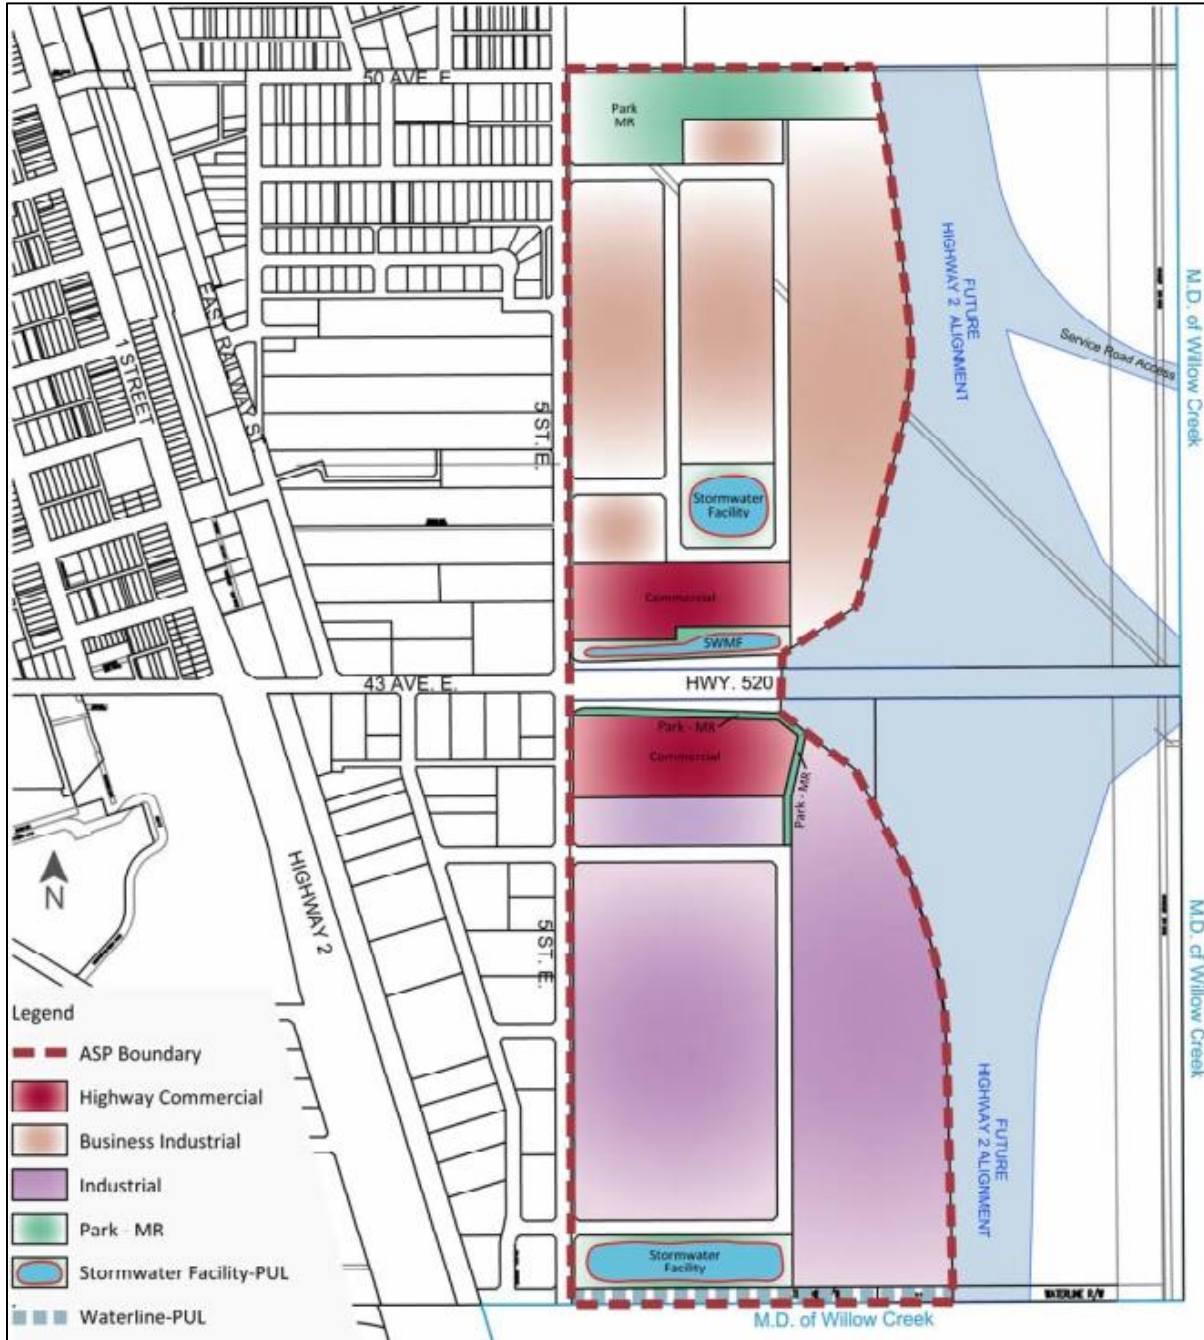 50 AVE. E
Park
MR
FUTURE
HIGHWAY 2 ALIGNMENT
M.D. of Willow Creek
Service Road Access
1 STREET
5 ST. E.
Stormwater
Facility
Commercial
SWMF
43 AVE. E.
HWY. 520
Park - MR
Commercial
Park - MR
N
HIGHWAY 2
5 ST. E.
M.D. of Willow Creek
FUTURE
HIGHWAY 2 ALIGNMENT
Legend
ASP Boundary
Highway Commercial
Business Industrial
Industrial
Park - MR
Stormwater Facility-PUL
Waterline-PUL
Stormwater
Facility
WATERLINE R/W
M.D. of Willow Creek